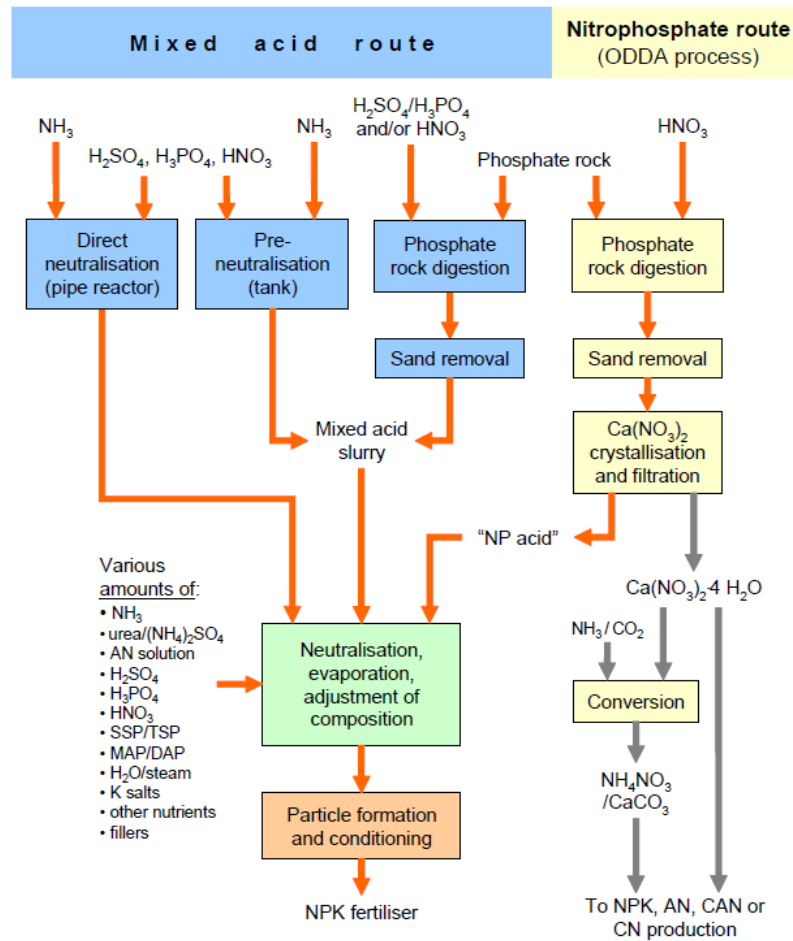 Mixed acid route
Nitrophosphate route
(ODDA process)
NH₃
H₂SO₄, H₃PO₄, HNO₃
NH₃
H₂SO₄/H₃PO₄
and/or HNO₃
Phosphate rock
HNO₃
Direct
neutralisation
(pipe reactor)
Pre-
neutralisation
(tank)
Phosphate
rock digestion
Phosphate
rock digestion
Sand removal
Sand removal
Mixed acid
slurry
Ca(NO₃)₂
crystallisation
and filtration
"NP acid"
Ca(NO₃)₂·4 H₂O
Various
amounts of:
• NH₃
• urea/(NH₄)₂SO₄
• AN solution
• H₂SO₄
• H₃PO₄
• HNO₃
• SSP/TSP
• MAP/DAP
• H₂O/steam
• K salts
• other nutrients
• fillers
Neutralisation,
evaporation,
adjustment of
composition
NH₃/CO₂
Conversion
NH₄NO₃
/CaCO₃
Particle formation
and conditioning
NPK fertiliser
To NPK, AN, CAN or
CN production